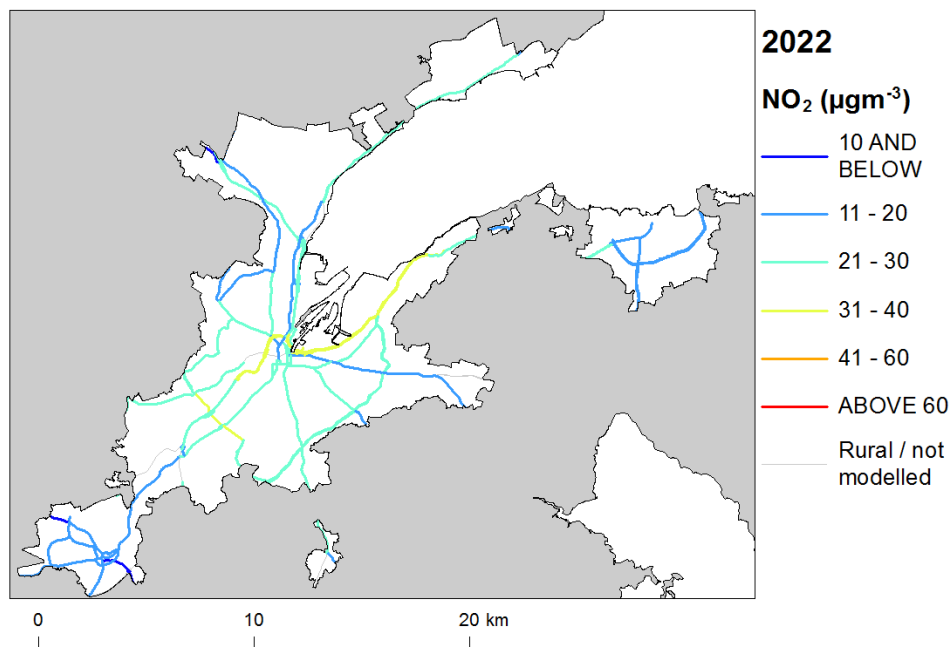 2022
NO₂ (µgm⁻³)
10 AND
BELOW
11 - 20
21 - 30
31 - 40
41 - 60
ABOVE 60
Rural / not
modelled
0 10 20 km